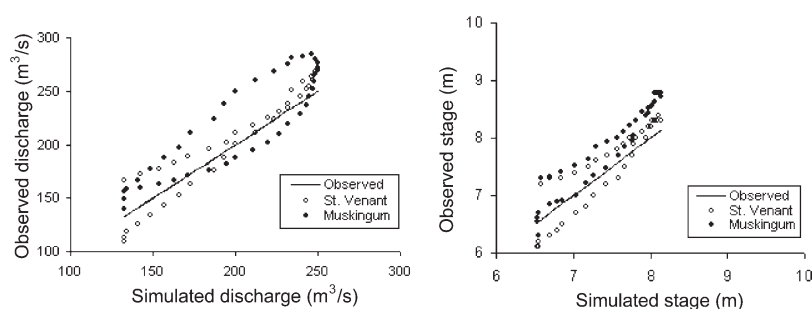 Observed discharge (m³/s)
300
250
200
150
100
100
150
200
250
300
Simulated discharge (m³/s)
Observed
St. Venant
Muskingum
Observed stage (m)
10
9
8
7
6
6
7
8
9
10
Simulated stage (m)
Observed
St. Venant
Muskingum